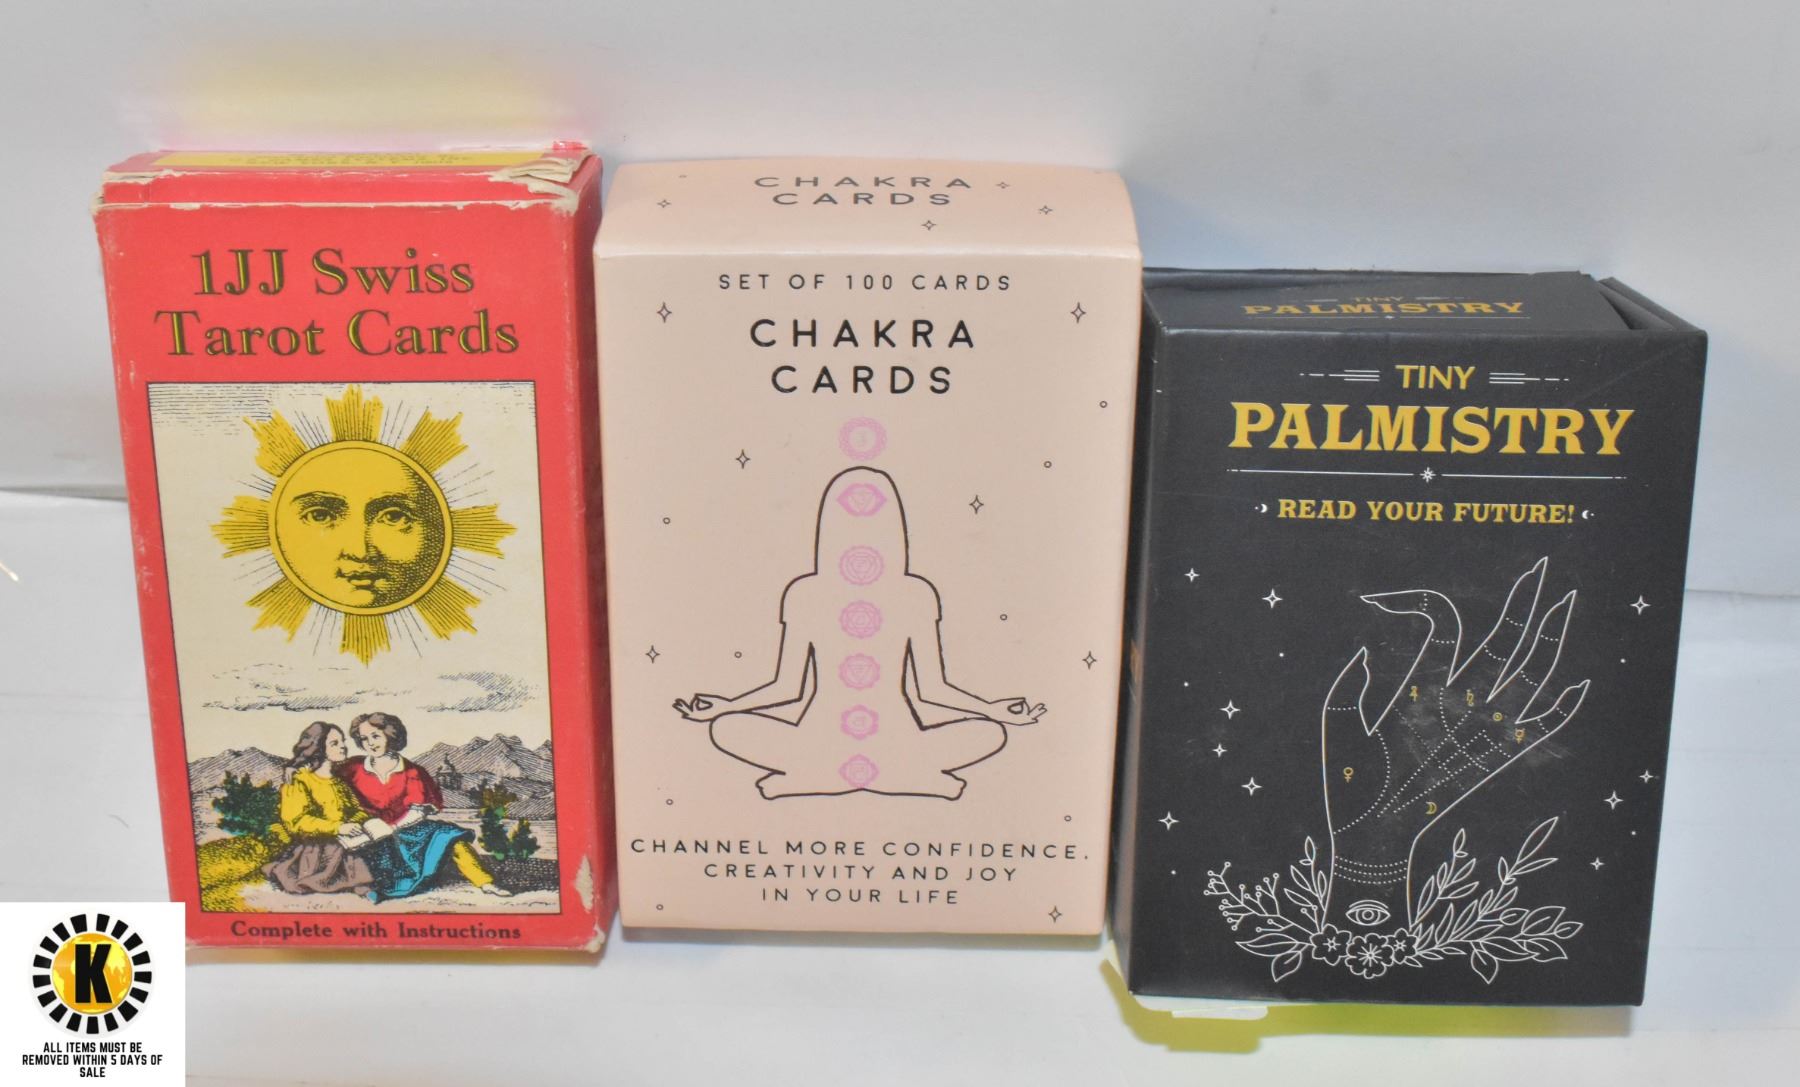 1JJ Swiss
Tarot Cards
Complete with Instructions
CHAKRA
CARDS
SET OF 100 CARDS
CHAKRA
CARDS
CHANNEL MORE CONFIDENCE,
CREATIVITY AND JOY
IN YOUR LIFE
TINY
PALMISTRY
TINY
PALMISTRY
READ YOUR FUTURE!
K
ALL ITEMS MUST BE
REMOVED WITHIN 5 DAYS OF
SALE